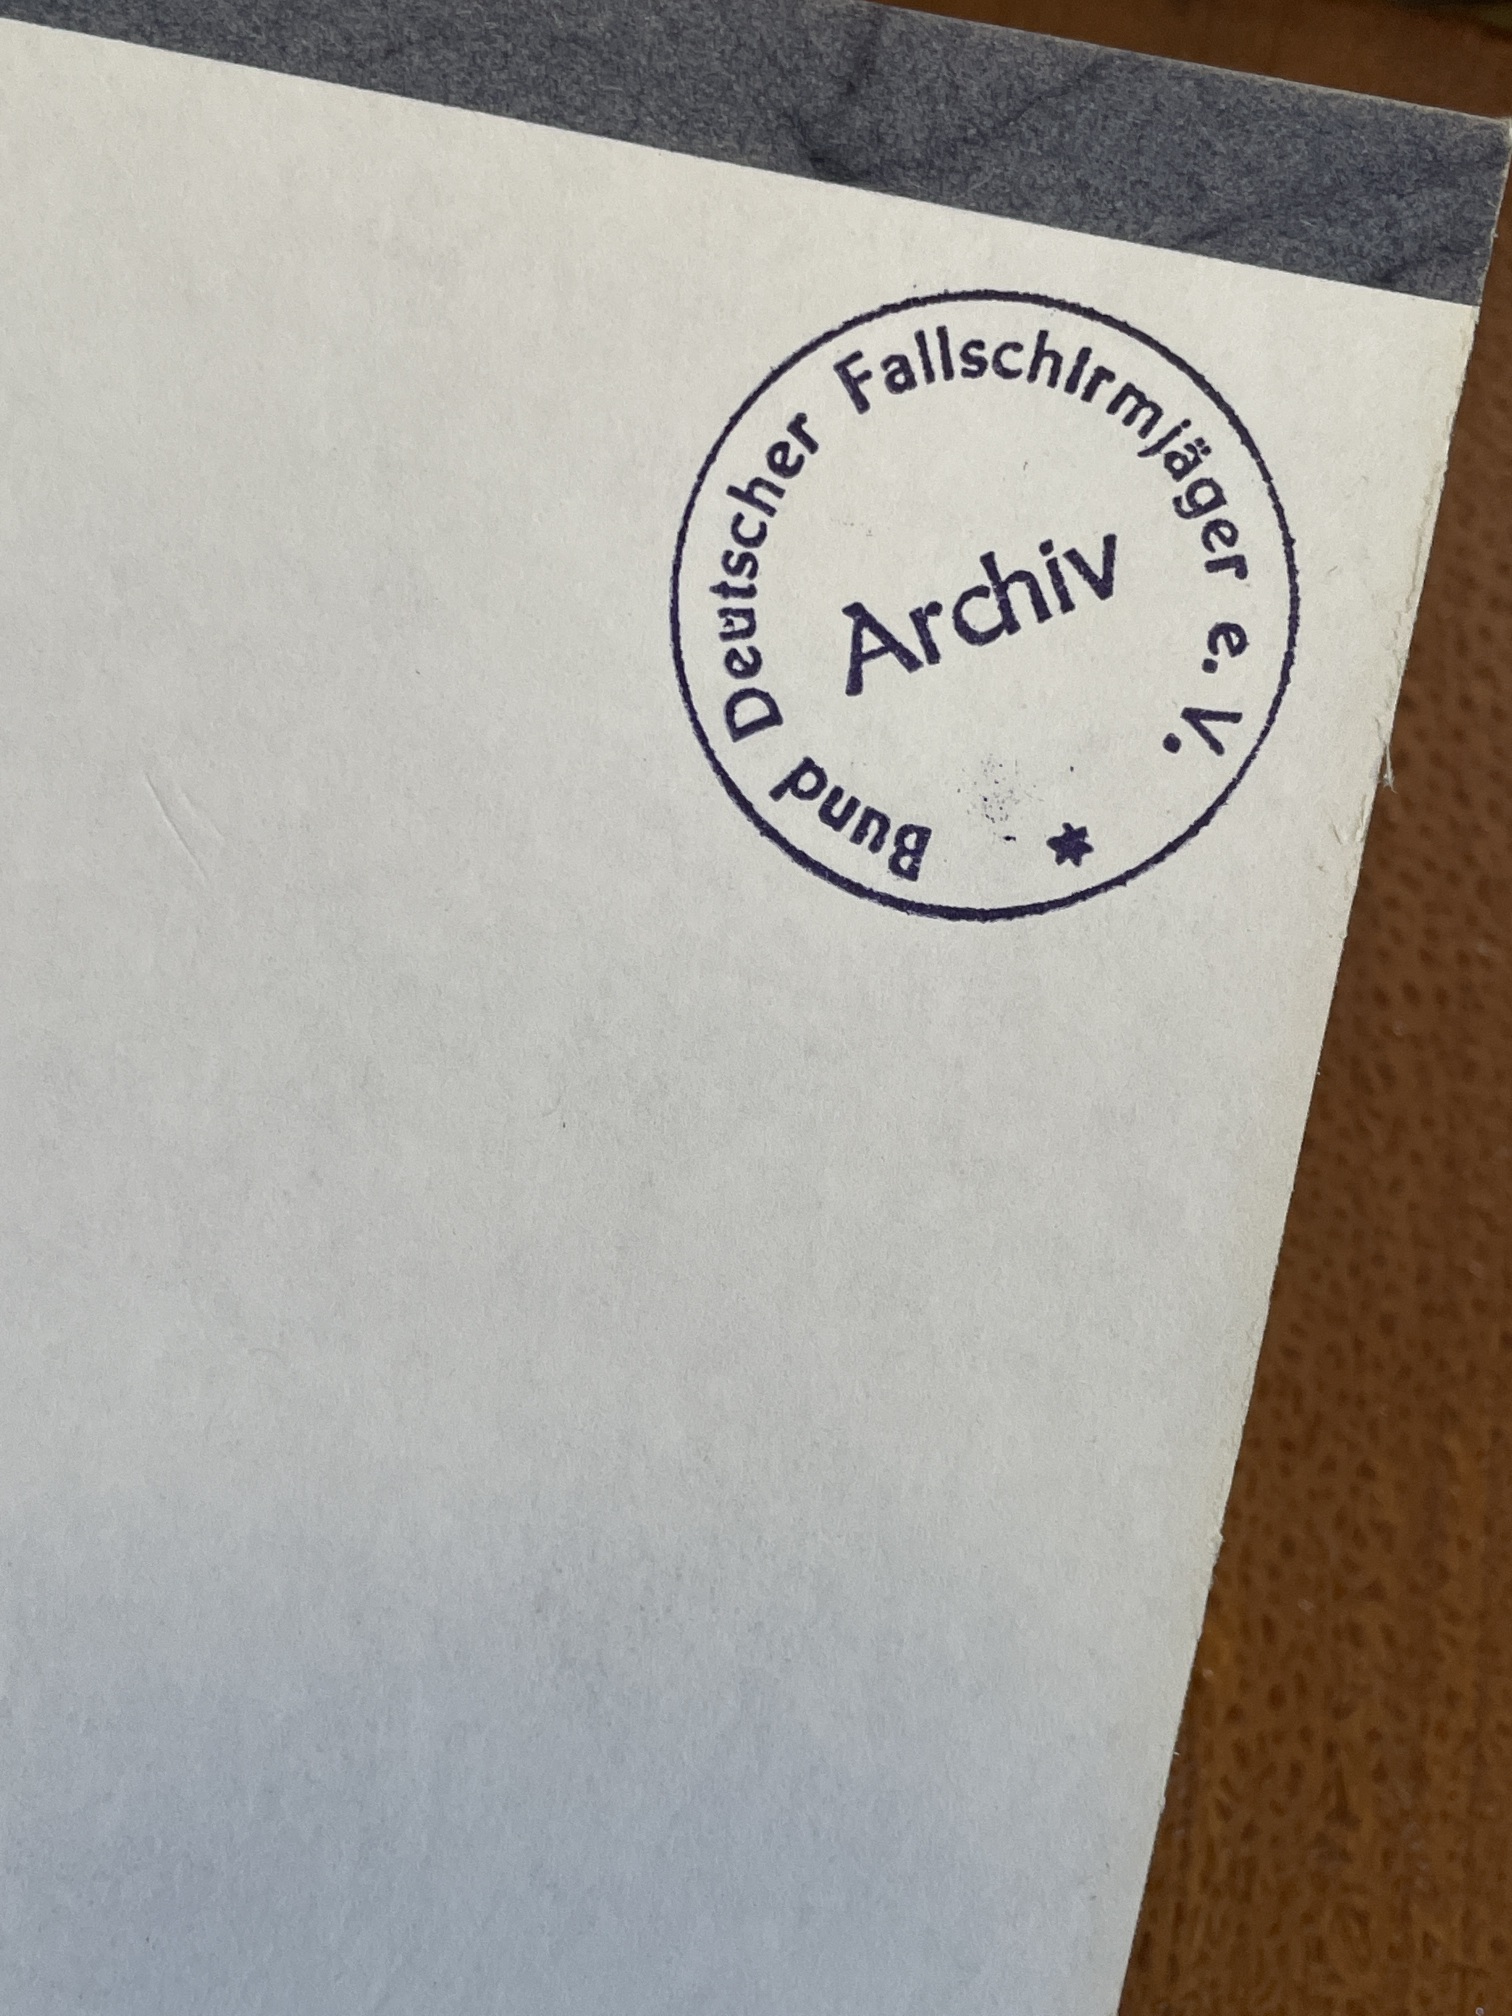 Bund Deutscher Fallschirmjäger e. V.
Archiv